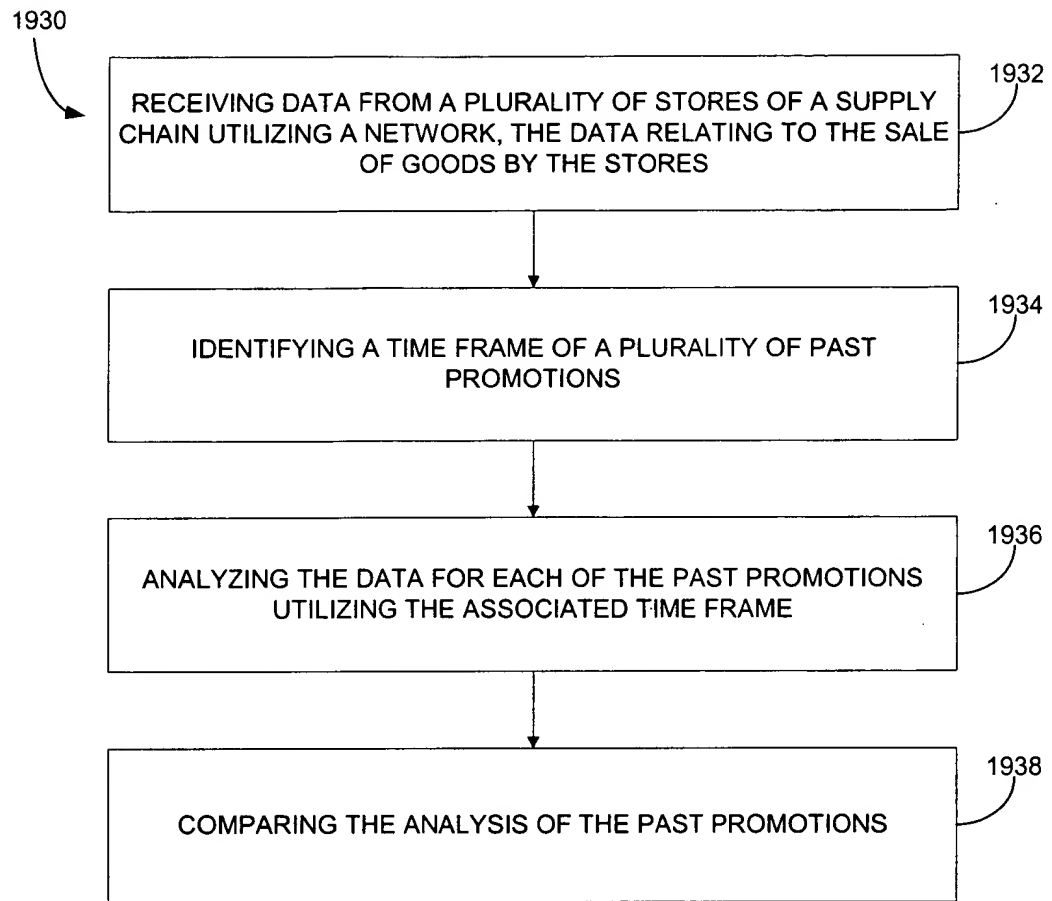 1930
1932
RECEIVING DATA FROM A PLURALITY OF STORES OF A SUPPLY
CHAIN UTILIZING A NETWORK, THE DATA RELATING TO THE SALE
OF GOODS BY THE STORES
1934
IDENTIFYING A TIME FRAME OF A PLURALITY OF PAST
PROMOTIONS
1936
ANALYZING THE DATA FOR EACH OF THE PAST PROMOTIONS
UTILIZING THE ASSOCIATED TIME FRAME
1938
COMPARING THE ANALYSIS OF THE PAST PROMOTIONS